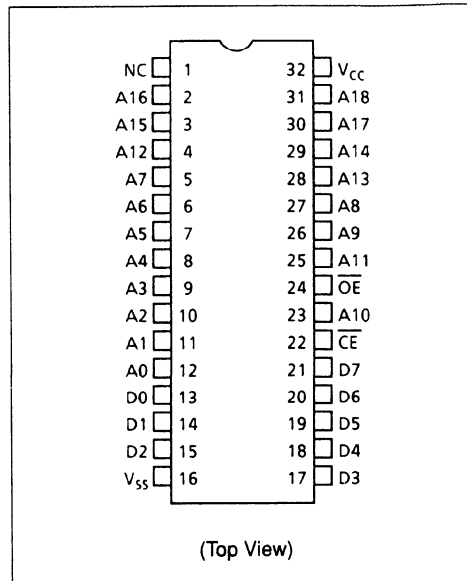 NC 1 32 VCC
A16 2 31 A18
A15 3 30 A17
A12 4 29 A14
A7 5 28 A13
A6 6 27 A8
A5 7 26 A9
A4 8 25 A11
A3 9 24 O̅E̅
A2 10 23 A10
A1 11 22 C̅E̅
A0 12 21 D7
D0 13 20 D6
D1 14 19 D5
D2 15 18 D4
VSS 16 17 D3
(Top View)